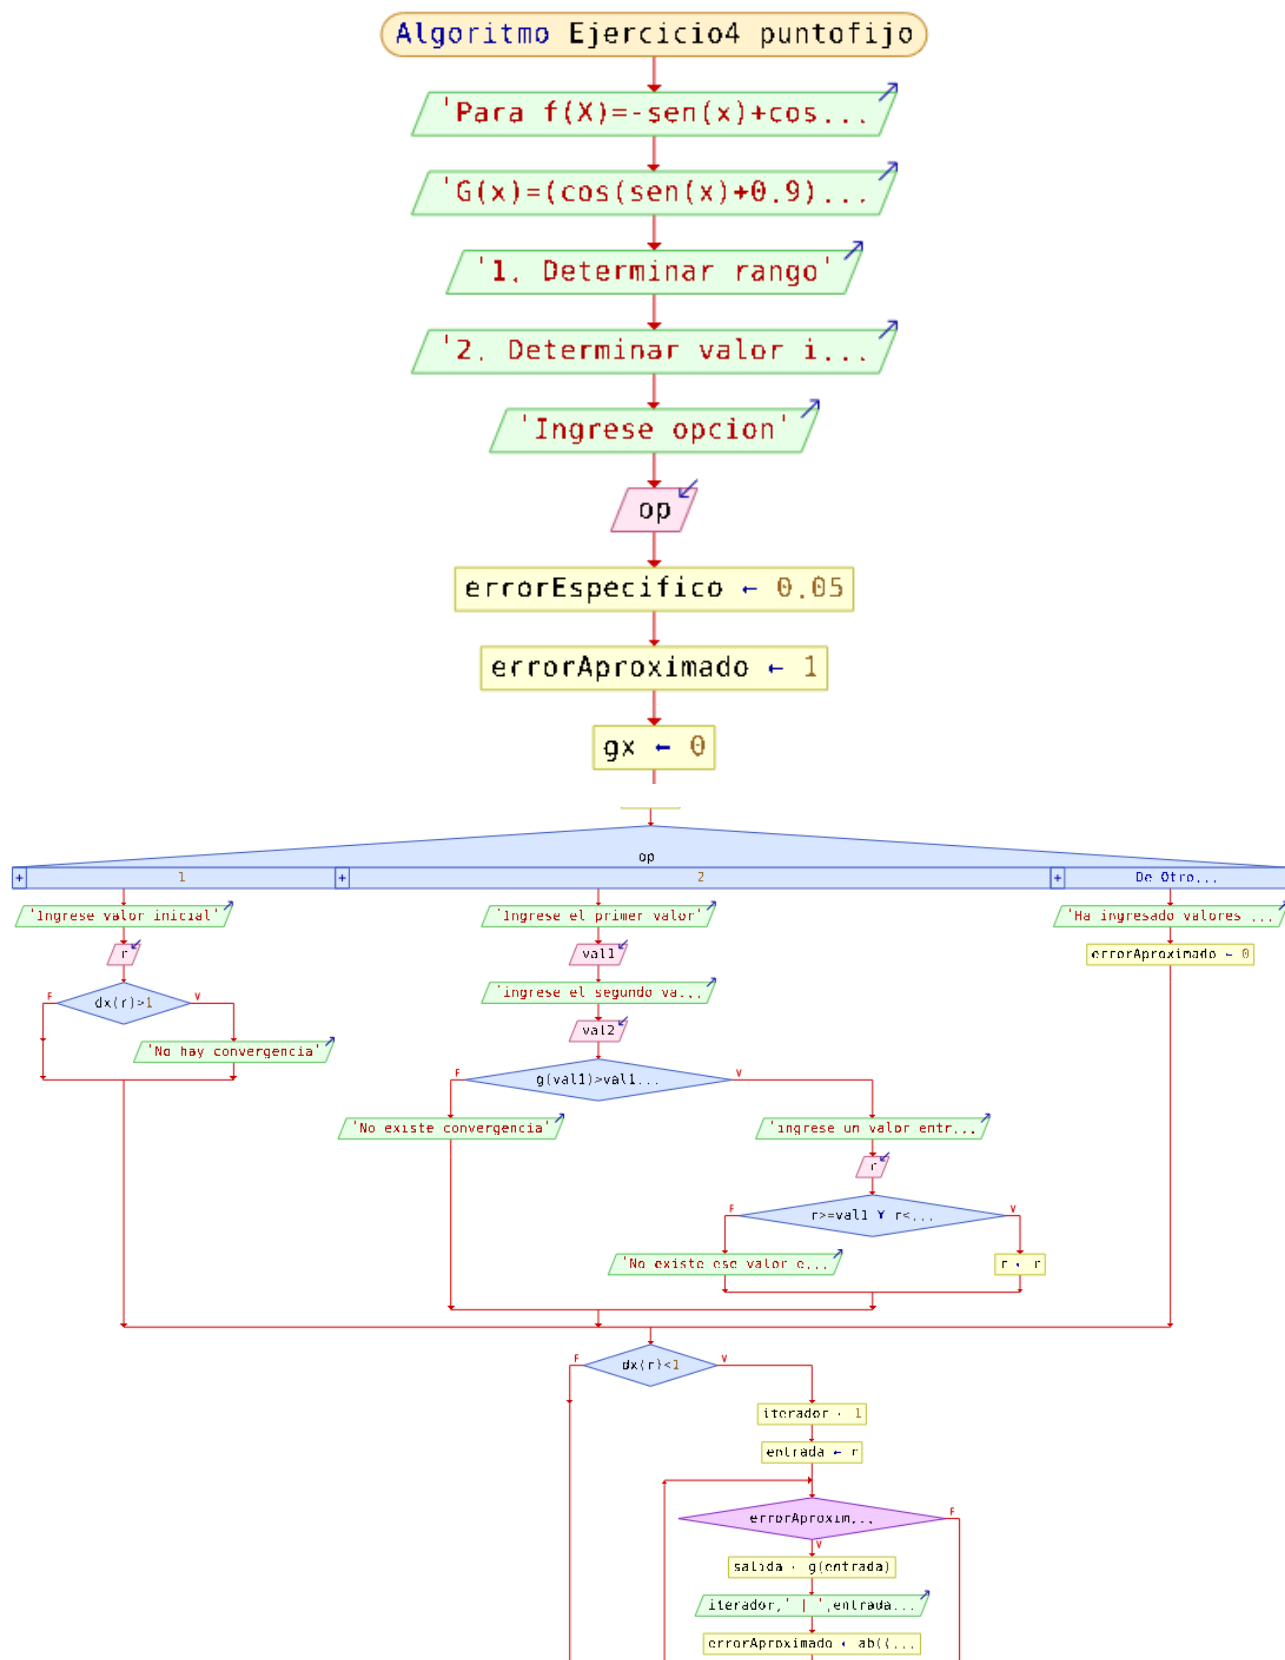 Algoritmo Ejercicio4 puntofijo
'Para f(X)=-sen(x)+cos...
'G(x)=(cos(sen(x)+0.9)...
'1. Determinar rango'
'2. Determinar valor i...
'Ingrese opcion'
op
errorEspecifico ← 0.05
errorAproximado ← 1
gx ← 0
op
+ 1 + 2 + De Otro...
'Ingrese valor inicial'
r
F dx(r)>1 V
'No hay convergencia'
'Ingrese el primer valor'
val1
'ingrese el segundo va...
val2
F g(val1)>val1... V
'No existe convergencia'
'ingrese un valor entr...
r
F r>=val1 Y r<... V
'No existe ese valor e...
r ← r
'Ha ingresado valores ...
errorAproximado ← 0
F dx(r)<1 V
iterador ← 1
entrada ← r
errorAproxim... F
V
salida ← g(entrada)
iterador,' | ',entrada...
errorAproximado ← ab((...